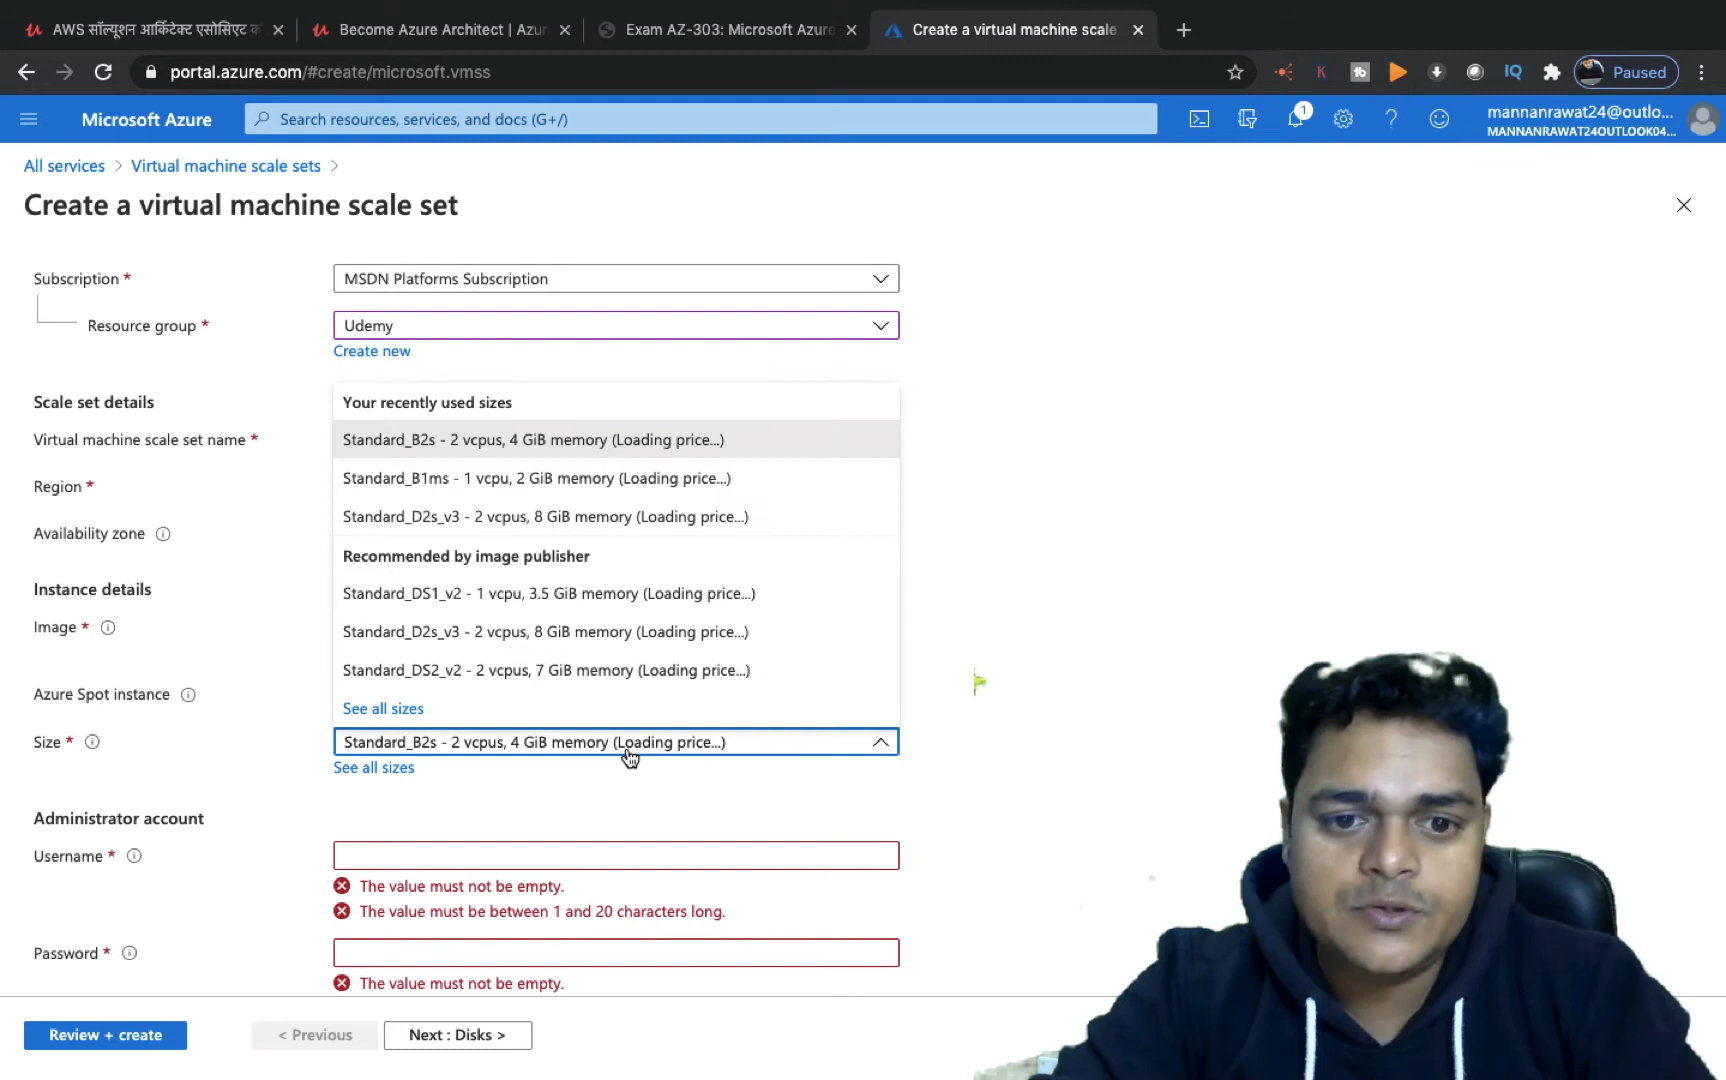 AWS सॉल्यूशन आर्किटेक्ट एसोसिएट
Become Azure Architect | Azur
Exam AZ-303: Microsoft Azure
Create a virtual machine scale
portal.azure.com/#create/microsoft.vmss
K
tb
IQ
Paused
Microsoft Azure
Search resources, services, and docs (G+/)
1
mannanrawat24@outlo...
MANNANRAWAT24OUTLOOK04...
All services > Virtual machine scale sets >
Create a virtual machine scale set
Subscription *
MSDN Platforms Subscription
Resource group *
Udemy
Create new
Scale set details
Your recently used sizes
Virtual machine scale set name *
Standard_B2s - 2 vcpus, 4 GiB memory (Loading price...)
Region *
Standard_B1ms - 1 vcpu, 2 GiB memory (Loading price...)
Availability zone
Standard_D2s_v3 - 2 vcpus, 8 GiB memory (Loading price...)
Instance details
Recommended by image publisher
Standard_DS1_v2 - 1 vcpu, 3.5 GiB memory (Loading price...)
Image *
Standard_D2s_v3 - 2 vcpus, 8 GiB memory (Loading price...)
Azure Spot instance
Standard_DS2_v2 - 2 vcpus, 7 GiB memory (Loading price...)
See all sizes
Size *
Standard_B2s - 2 vcpus, 4 GiB memory (Loading price...)
See all sizes
Administrator account
Username *
The value must not be empty.
The value must be between 1 and 20 characters long.
Password *
The value must not be empty.
Review + create
< Previous
Next : Disks >